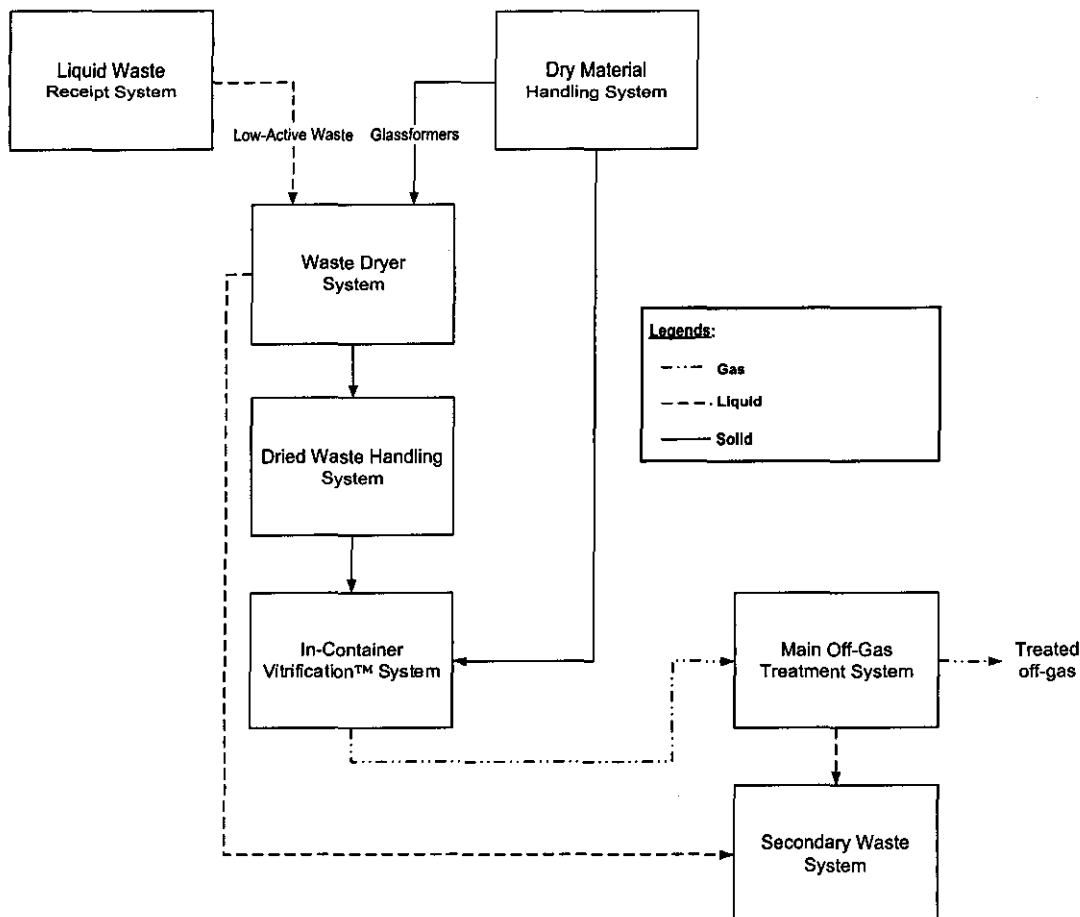 Liquid Waste
Receipt System
Dry Material
Handling System
Low-Active Waste
Glassformers
Waste Dryer
System
Legends:
Gas
Liquid
Solid
Dried Waste Handling
System
In-Container
Vitrification™ System
Main Off-Gas
Treatment System
Treated
off-gas
Secondary Waste
System